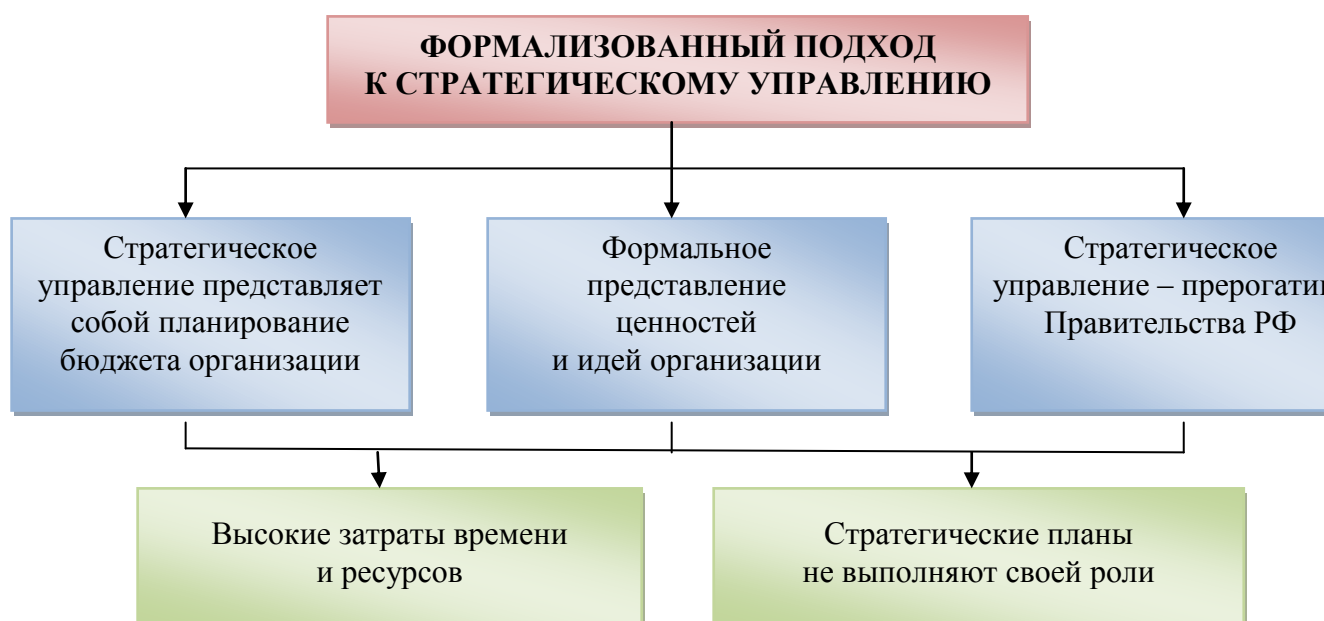 ФОРМАЛИЗОВАННЫЙ ПОДХОД
К СТРАТЕГИЧЕСКОМУ УПРАВЛЕНИЮ
Стратегическое
управление представляет
собой планирование
бюджета организации
Формальное
представление
ценностей
и идей организации
Стратегическое
управление –
Правительства РФ
Высокие затраты времени
и ресурсов
Стратегические планы
не выполняют своей роли